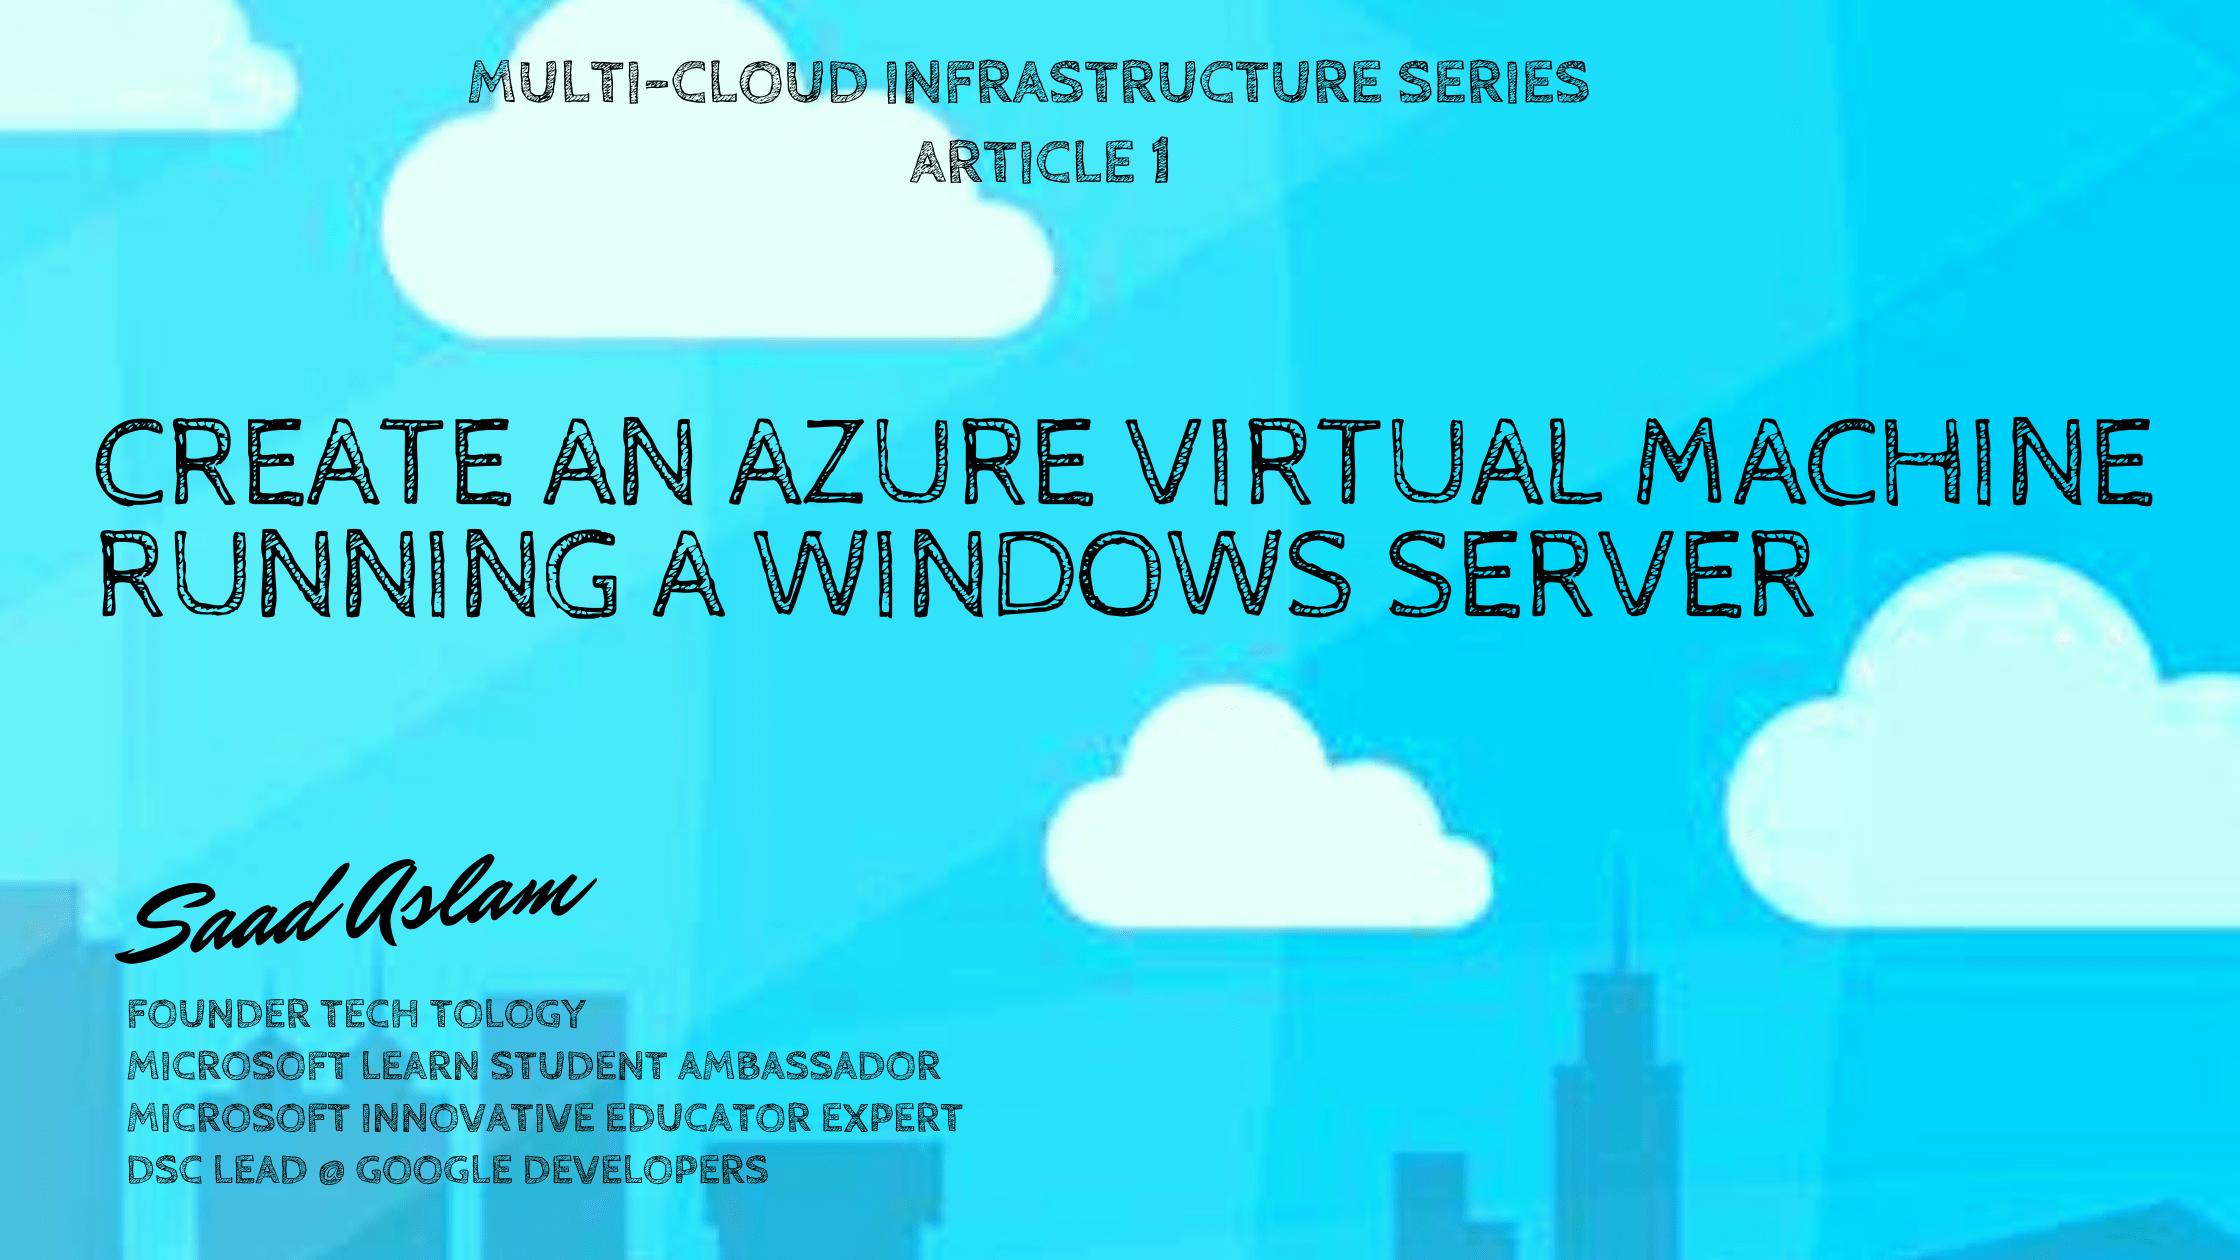 MULTI-CLOUD INFRASTRUCTURE SERIES
ARTICLE 1
CREATE AN AZURE VIRTUAL MACHINE
RUNNING A WINDOWS SERVER
Saad Aslam
FOUNDER TECH TOLOGY
MICROSOFT LEARN STUDENT AMBASSADOR
MICROSOFT INNOVATIVE EDUCATOR EXPERT
DSC LEAD @ GOOGLE DEVELOPERS